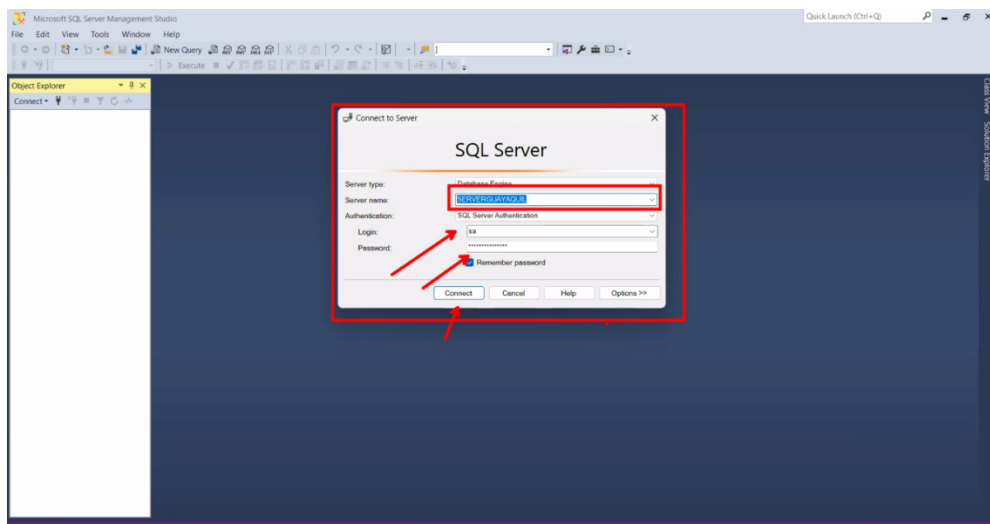 Microsoft SQL Server Management Studio
Quick Launch (Ctrl+Q)
File Edit View Tools Window Help
New Query
Execute
Object Explorer
Connect
Class View
Solution Explorer
Connect to Server
SQL Server
Server type: Database Engine
Server name: SERVERGUAYAQUIL
Authentication: SQL Server Authentication
Login: sa
Password: ***************
Remember password
Connect Cancel Help Options >>